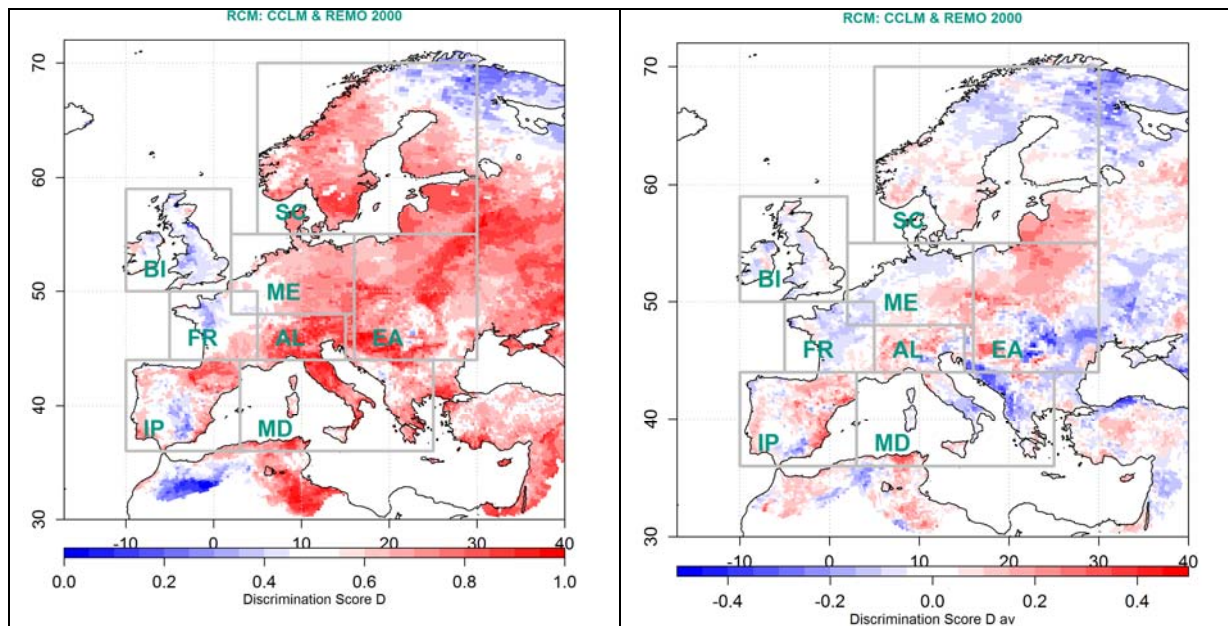 RCM: CCLM & REMO 2000
70
60
50
40
30
SC
BI
ME
FR
AL
EA
IP
MD
-10 0 10 20 30 40
0.0 0.2 0.4 0.6 0.8 1.0
Discrimination Score D
RCM: CCLM & REMO 2000
70
60
50
40
30
SC
BI
ME
FR
AL
EA
IP
MD
-10 0 10 20 30 40
-0.4 -0.2 0.0 0.2 0.4
Discrimination Score D av